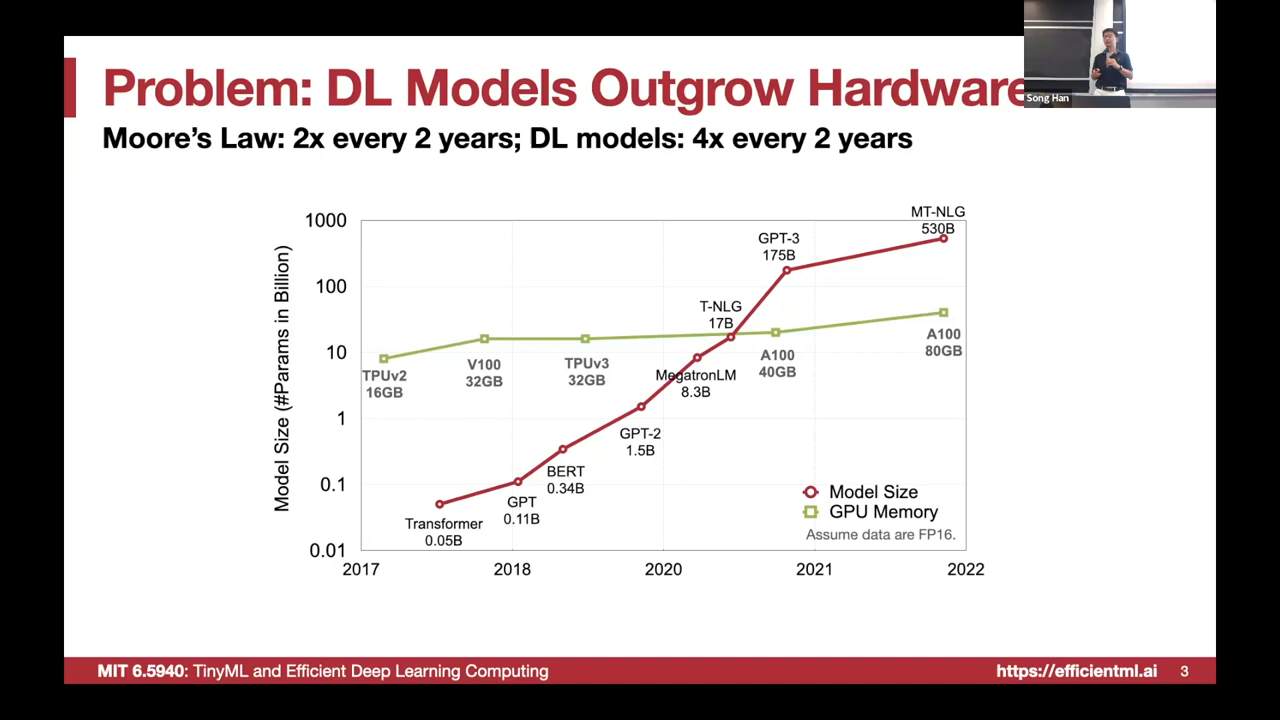 Problem: DL Models Outgrow Hardware
Song Han
Moore's Law: 2x every 2 years; DL models: 4x every 2 years
Model Size (#Params in Billion)
1000
100
10
1
0.1
0.01
2017
2018
2020
2021
2022
TPUv2
16GB
V100
32GB
TPUv3
32GB
A100
40GB
A100
80GB
Transformer
0.05B
GPT
0.11B
BERT
0.34B
GPT-2
1.5B
MegatronLM
8.3B
T-NLG
17B
GPT-3
175B
MT-NLG
530B
Model Size
GPU Memory
Assume data are FP16.
MIT 6.5940: TinyML and Efficient Deep Learning Computing
https://efficientml.ai
3